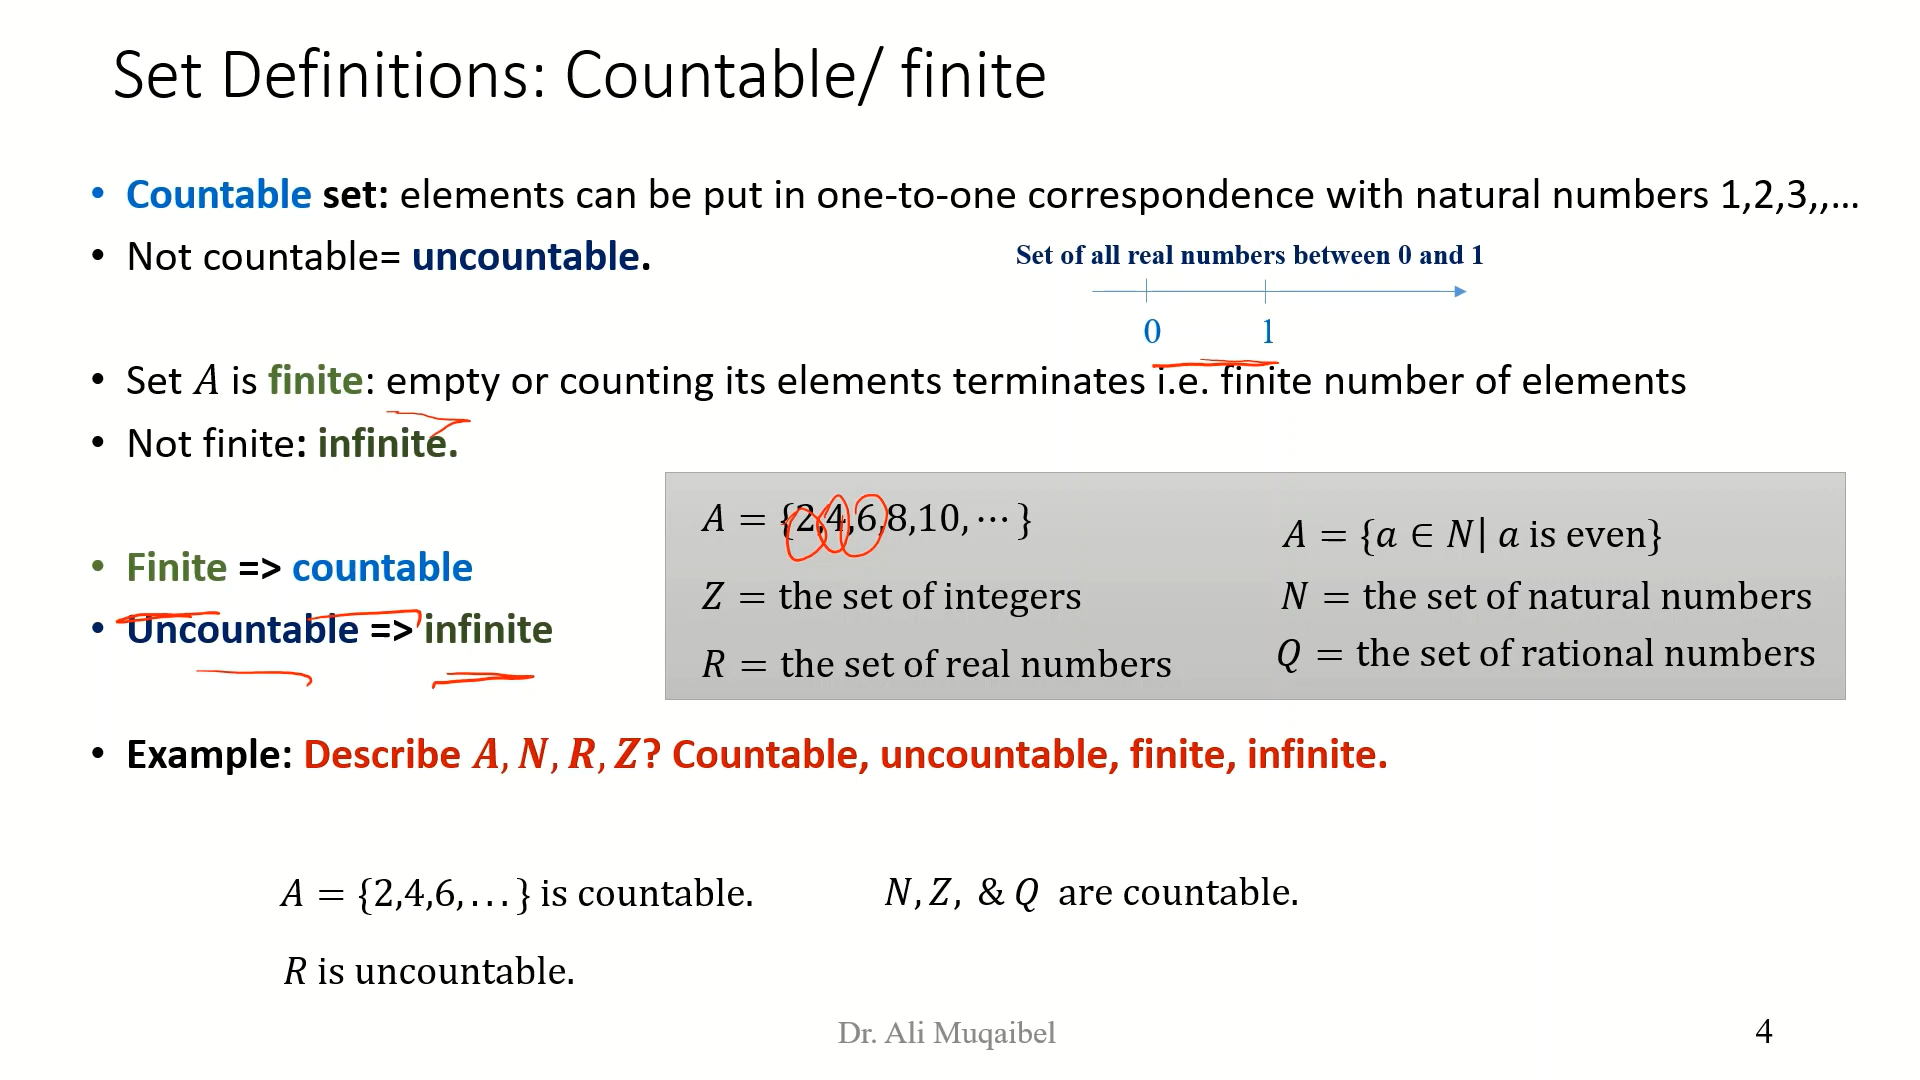 Set Definitions: Countable/ finite
• Countable set: elements can be put in one-to-one correspondence with natural numbers 1,2,3,,…
• Not countable= uncountable.
Set of all real numbers between 0 and 1
0 1
• Set A is finite: empty or counting its elements terminates i.e. finite number of elements
• Not finite: infinite.
• Finite => countable
• Uncountable => infinite
A = {2,4,6,8,10, ⋯ }
Z = the set of integers
R = the set of real numbers
A = {a ∈ N| a is even}
N = the set of natural numbers
Q = the set of rational numbers
• Example: Describe A, N, R, Z? Countable, uncountable, finite, infinite.
A = {2,4,6, … } is countable.
N, Z, & Q are countable.
R is uncountable.
Dr. Ali Muqaibel
4